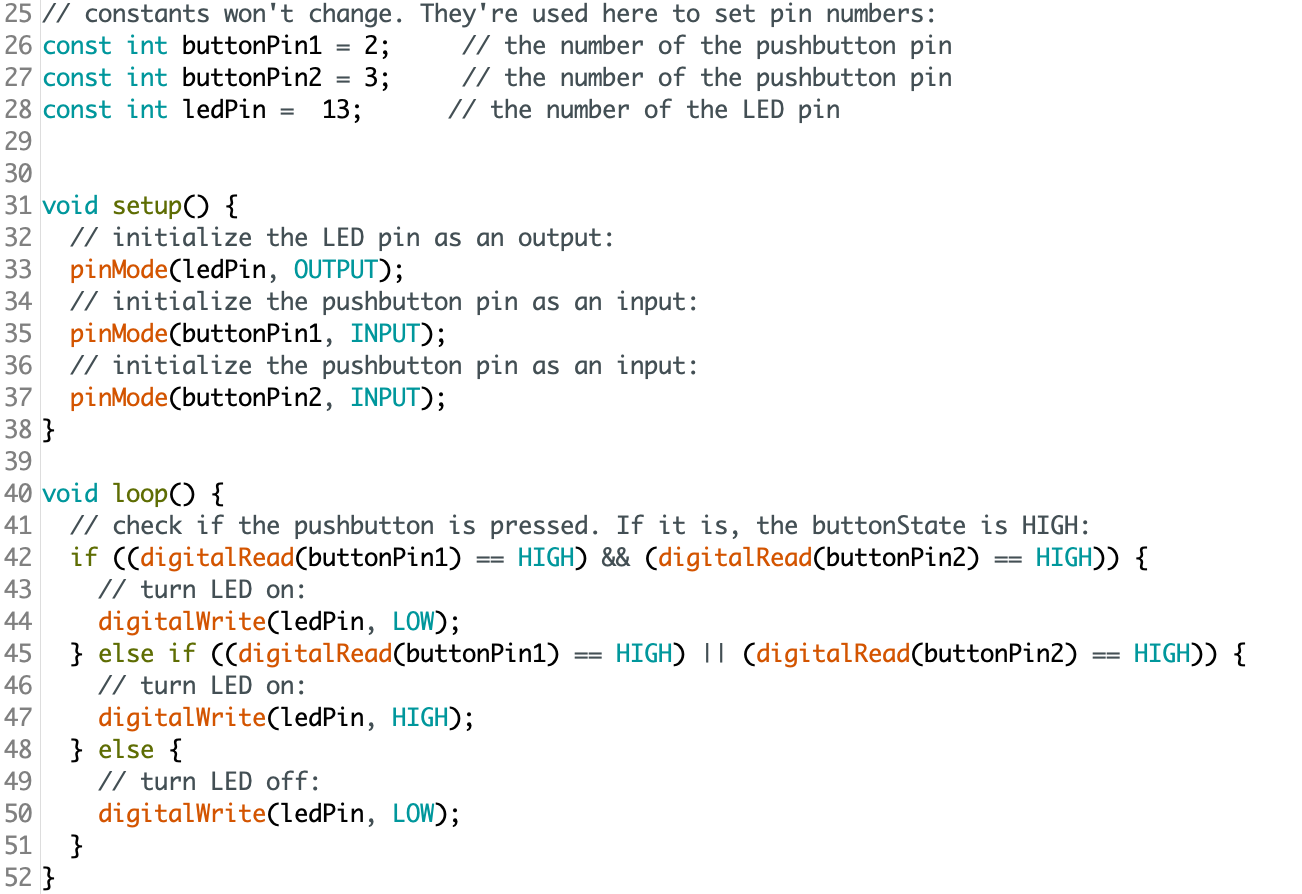 25 // constants won't change. They're used here to set pin numbers:
26 const int buttonPin1 = 2;     // the number of the pushbutton pin
27 const int buttonPin2 = 3;     // the number of the pushbutton pin
28 const int ledPin =  13;      // the number of the LED pin
29
30
31 void setup() {
32   // initialize the LED pin as an output:
33   pinMode(ledPin, OUTPUT);
34   // initialize the pushbutton pin as an input:
35   pinMode(buttonPin1, INPUT);
36   // initialize the pushbutton pin as an input:
37   pinMode(buttonPin2, INPUT);
38 }
39
40 void loop() {
41   // check if the pushbutton is pressed. If it is, the buttonState is HIGH:
42   if ((digitalRead(buttonPin1) == HIGH) && (digitalRead(buttonPin2) == HIGH)) {
43     // turn LED on:
44     digitalWrite(ledPin, LOW);
45   } else if ((digitalRead(buttonPin1) == HIGH) || (digitalRead(buttonPin2) == HIGH)) {
46     // turn LED on:
47     digitalWrite(ledPin, HIGH);
48   } else {
49     // turn LED off:
50     digitalWrite(ledPin, LOW);
51   }
52 }